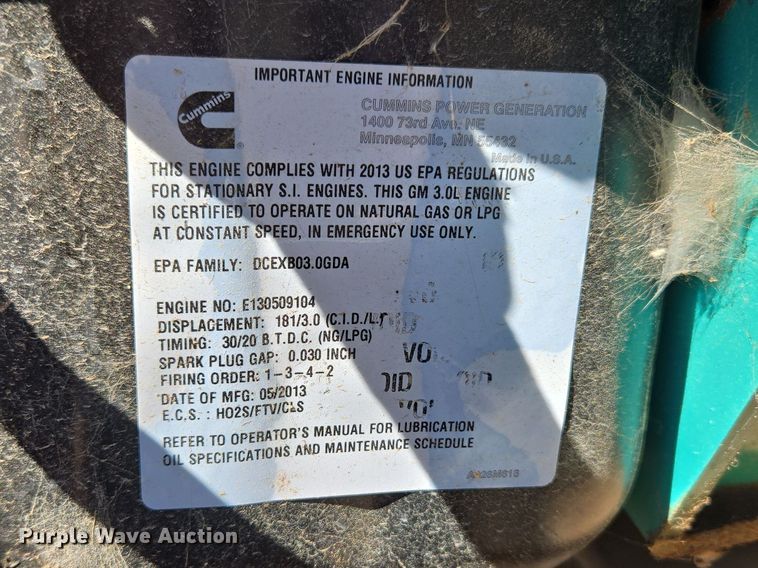 IMPORTANT ENGINE INFORMATION
Cummins
CUMMINS POWER GENERATION
1400 73rd Ave. NE
Minneapolis, MN 55432
Made in U.S.A.
THIS ENGINE COMPLIES WITH 2013 US EPA REGULATIONS
FOR STATIONARY S.I. ENGINES. THIS GM 3.0L ENGINE
IS CERTIFIED TO OPERATE ON NATURAL GAS OR LPG
AT CONSTANT SPEED, IN EMERGENCY USE ONLY.
EPA FAMILY: DCEXB03.0GDA
ENGINE NO: E130509104
DISPLACEMENT: 181/3.0 (C.I.D./L)
TIMING: 30/20 B.T.D.C. (NG/LPG)
SPARK PLUG GAP: 0.030 INCH
FIRING ORDER: 1-3-4-2
DATE OF MFG: 05/2013
E.C.S.: HO2S/FTV/CLS
REFER TO OPERATOR'S MANUAL FOR LUBRICATION
OIL SPECIFICATIONS AND MAINTENANCE SCHEDULE
Purple Wave Auction